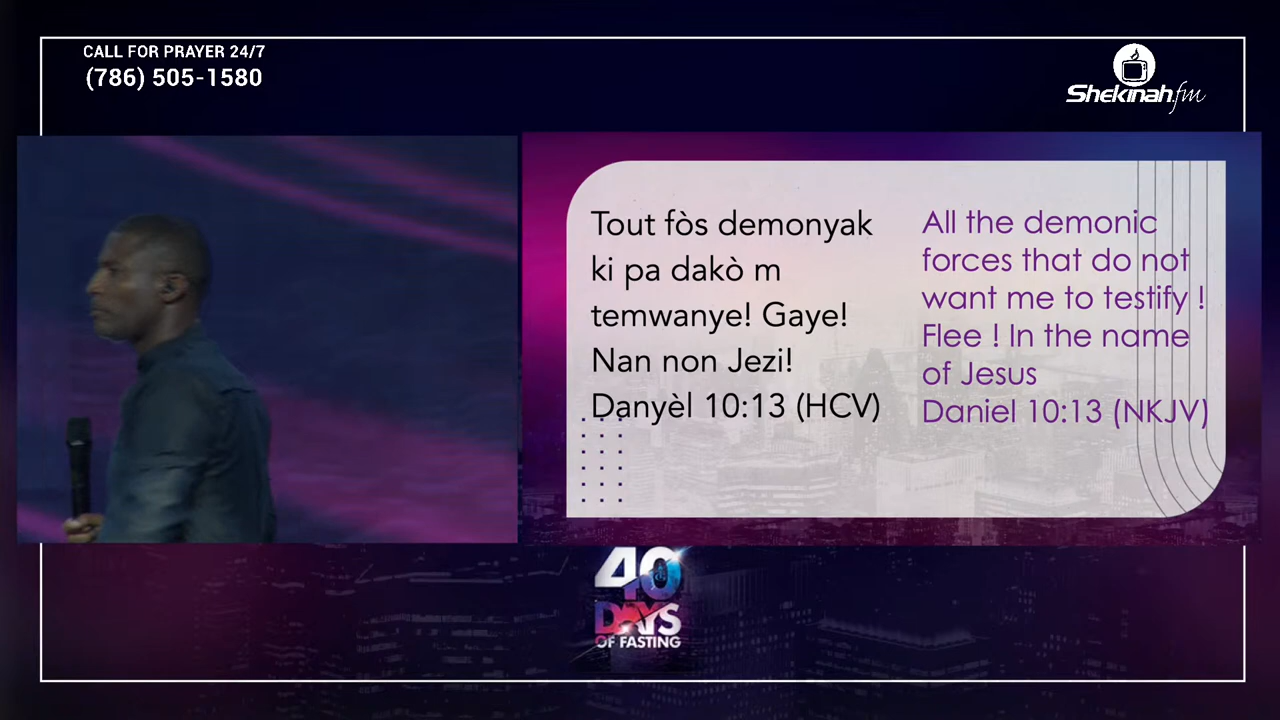 CALL FOR PRAYER 24/7
(786) 505-1580
Shekinah.fm
Tout fòs demonyak
ki pa dakò m
temwanye! Gaye!
Nan non Jezi!
Danyèl 10:13 (HCV)
All the demonic
forces that do not
want me to testify !
Flee ! In the name
of Jesus
Daniel 10:13 (NKJV)
40
DAYS
OF FASTING